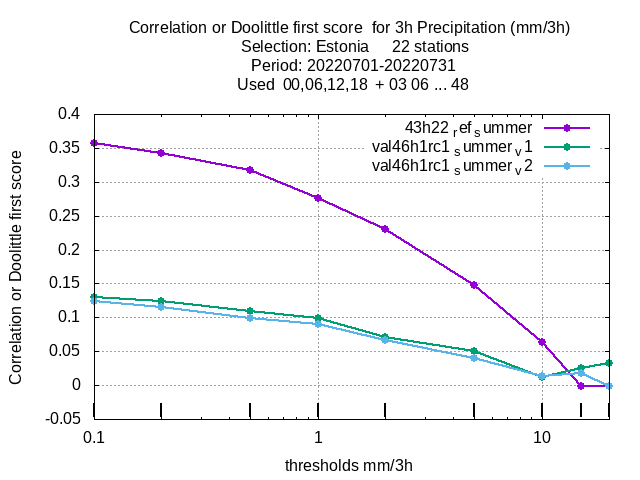 Correlation or Doolittle first score  for 3h Precipitation (mm/3h)
Selection: Estonia     22 stations
Period: 20220701-20220731
Used  00,06,12,18  + 03 06 ... 48
43h22 ref summer
val46h1rc1 summer v1
val46h1rc1 summer v2
Correlation or Doolittle first score
0.4
0.35
0.3
0.25
0.2
0.15
0.1
0.05
0
-0.05
0.1 1 10
thresholds mm/3h